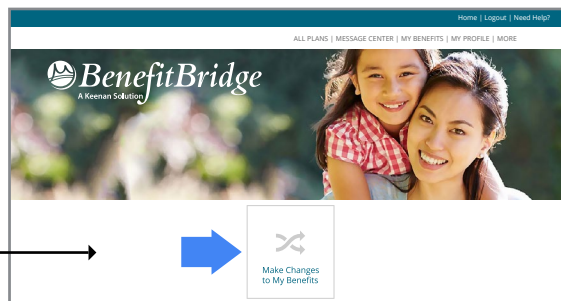 Home | Logout | Need Help?
ALL PLANS | MESSAGE CENTER | MY BENEFITS | MY PROFILE | MORE
BenefitBridge
A Keenan Solution
Make Changes
to My Benefits